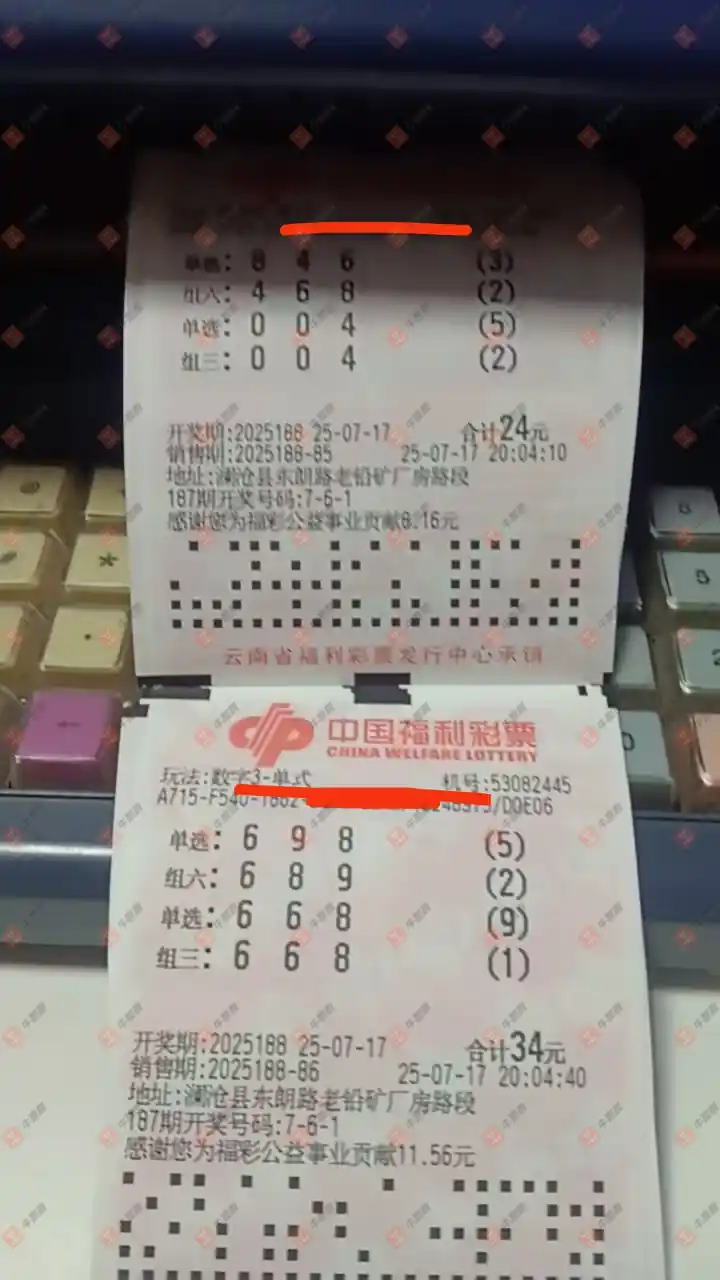 单选: 8 4 6 (3)
组六: 4 6 8 (2)
单选: 0 0 4 (5)
组三: 0 0 4 (2)
开奖期:2025188 25-07-17 合计24元
销售期:2025188-85 25-07-17 20:04:10
地址:澜沧县东朗路老铅矿厂房路段
187期开奖号码:7-6-1
感谢您为福彩公益事业贡献8.16元
云南省福利彩票发行中心承销
中国福利彩票
CHINA WELFARE LOTTERY
玩法:数字3-单式 机号:53082445
A715-F540- /D0E06
单选: 6 9 8 (5)
组六: 6 8 9 (2)
单选: 6 6 8 (9)
组三: 6 6 8 (1)
开奖期:2025188 25-07-17 合计34元
销售期:2025188-86 25-07-17 20:04:40
地址:澜沧县东朗路老铅矿厂房路段
187期开奖号码:7-6-1
感谢您为福彩公益事业贡献11.56元